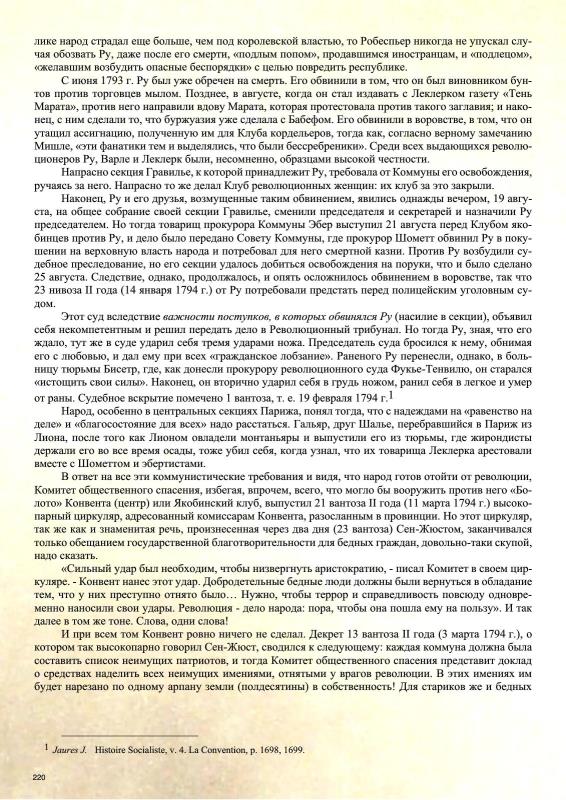 лике народ страдал еще больше, чем под королевской властью, то Робеспьер никогда не упускал слу-
чая обозвать Ру, даже после его смерти, «подлым попом», продавшимся иностранцам, и «подлецом»,
«желавшим возбудить опасные беспорядки» с целью повредить республике.
С июня 1793 г. Ру был уже обречен на смерть. Его обвинили в том, что он был виновником бун-
тов против торговцев мылом. Позднее, в августе, когда он стал издавать с Леклерком газету «Тень
Марата», против него направили вдову Марата, которая протестовала против такого заглавия; и нако-
нец, с ним сделали то, что буржуазия уже сделала с Бабефом. Его обвинили в воровстве, в том, что он
утащил ассигнацию, полученную им для Клуба кордельеров, тогда как, согласно верному замечанию
Мишле, «эти фанатики тем и выделялись, что были бессребреники». Среди всех выдающихся револю-
ционеров Ру, Варле и Леклерк были, несомненно, образцами высокой честности.
Напрасно секция Гравилье, к которой принадлежит Ру, требовала от Коммуны его освобождения,
ручаясь за него. Напрасно то же делал Клуб революционных женщин: их клуб за это закрыли.
Наконец, Ру и его друзья, возмущенные таким обвинением, явились однажды вечером, 19 авгу-
ста, на общее собрание своей секции Гравилье, сменили председателя и секретарей и назначили Ру
председателем. Но тогда товарищ прокурора Коммуны Эбер выступил 21 августа перед Клубом яко-
бинцев против Ру, и дело было передано Совету Коммуны, где прокурор Шометт обвинил Ру в поку-
шении на верховную власть народа и потребовал для него смертной казни. Против Ру возбудили су-
дебное преследование, но его секции удалось добиться освобождения на поруки, что и было сделано
25 августа. Следствие, однако, продолжалось, и опять осложнилось обвинением в воровстве, так что
23 нивоза II года (14 января 1794 г.) от Ру потребовали предстать перед полицейским уголовным су-
дом.
Этот суд вследствие важности поступков, в которых обвинялся Ру (насилие в секции), объявил
себя некомпетентным и решил передать дело в Революционный трибунал. Но тогда Ру, зная, что его
ждало, тут же в суде ударил себя тремя ударами ножа. Председатель суда бросился к нему, обнимая
его с любовью, и дал ему при всех «гражданское лобзание». Раненого Ру перенесли, однако, в боль-
ницу тюрьмы Бисетр, где, как донесли прокурору революционного суда Фукье-Тенвилю, он старался
«истощить свои силы». Наконец, он вторично ударил себя в грудь ножом, ранил себя в легкое и умер
от раны. Судебное вскрытие помечено 1 вантоза, т. е. 19 февраля 1794 г.1
Народ, особенно в центральных секциях Парижа, понял тогда, что с надеждами на «равенство на
деле» и «благосостояние для всех» надо расстаться. Гальяр, друг Шалье, перебравшийся в Париж из
Лиона, после того как Лионом овладели монтаньяры и выпустили его из тюрьмы, где жирондисты
держали его во все время осады, тоже убил себя, когда узнал, что их товарища Леклерка арестовали
вместе с Шометтом и эбертистами.
В ответ на все эти коммунистические требования и видя, что народ готов отойти от революции,
Комитет общественного спасения, избегая, впрочем, всего, что могло бы вооружить против него «Бо-
лото» Конвента (центр) или Якобинский клуб, выпустил 21 вантоза II года (11 марта 1794 г.) высоко-
парный циркуляр, адресованный комиссарам Конвента, разосланным в провинции. Но этот циркуляр,
так же как и знаменитая речь, произнесенная через два дня (23 вантоза) Сен-Жюстом, заканчивался
только обещанием государственной благотворительности для бедных граждан, довольно-таки скупой,
надо сказать.
«Сильный удар был необходим, чтобы низвергнуть аристократию, - писал Комитет в своем цир-
куляре. - Конвент нанес этот удар. Добродетельные бедные люди должны были вернуться в обладание
тем, что у них преступно отнято было… Нужно, чтобы террор и справедливость повсюду одновре-
менно наносили свои удары. Революция - дело народа: пора, чтобы она пошла ему на пользу». И так
далее в том же тоне. Слова, одни слова!
И при всем том Конвент ровно ничего не сделал. Декрет 13 вантоза II года (3 марта 1794 г.), о
котором так высокопарно говорил Сен-Жюст, сводился к следующему: каждая коммуна должна была
составить список неимущих патриотов, и тогда Комитет общественного спасения представит доклад
о средствах наделить всех неимущих имениями, отнятыми у врагов революции. В этих имениях им
будет нарезано по одному арпану земли (полдесятины) в собственность! Для стариков же и бедных
1 Jaures J. Histoire Socialiste, v. 4. La Convention, p. 1698, 1699.
220